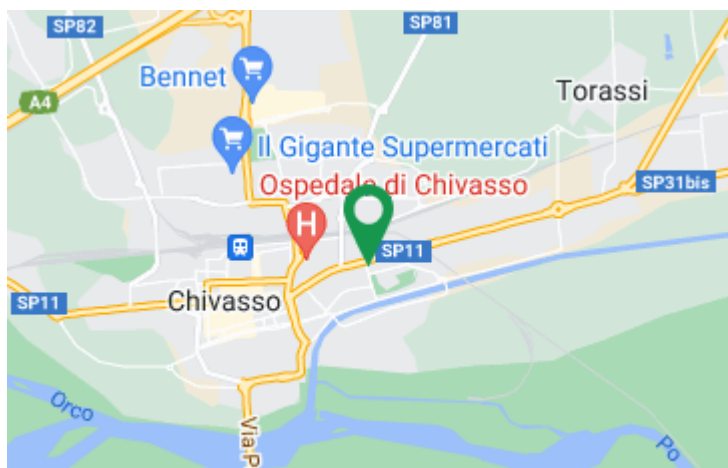 SP82
SP81
Bennet
Torassi
A4
Il Gigante Supermercati
Ospedale di Chivasso
SP31bis
H
SP11
SP11
Chivasso
Orco
Via P
Po